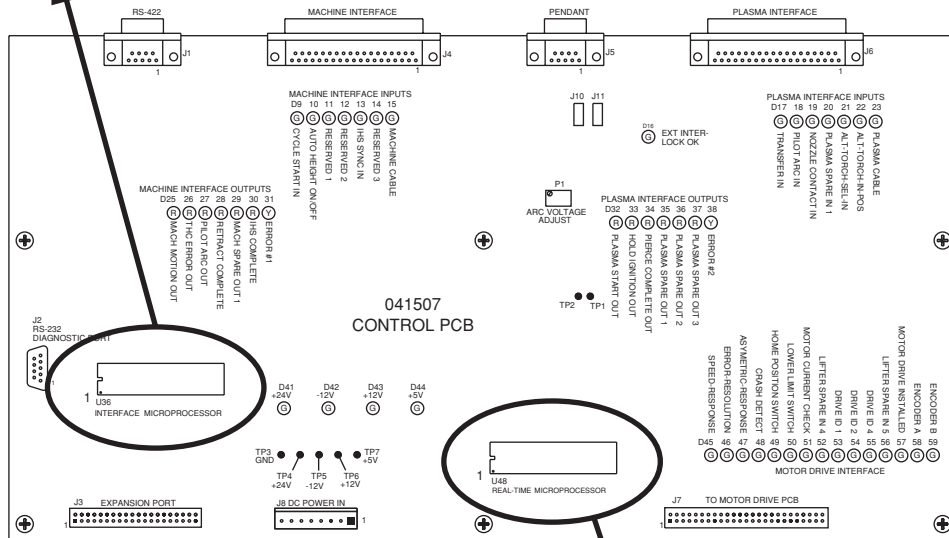 RS-422
J1
1
MACHINE INTERFACE
J4
1
PENDANT
J5
1
PLASMA INTERFACE
J6
1
MACHINE INTERFACE INPUTS
D9 10 11 12 13 14 15
G G G G G G G
CYCLE START IN
AUTO HEIGHT ON/OFF
RESERVED 1
RESERVED 2
IHS SYNC IN
RESERVED 3
MACHINE CABLE
J10 J11
D16
G
EXT INTER-
LOCK OK
PLASMA INTERFACE INPUTS
D17 18 19 20 21 22 23
G G G G G G G
TRANSFER IN
PILOT ARC IN
NOZZLE CONTACT IN
PLASMA SPARE IN 1
ALT-TORCH-SEL-IN
ALT-TORCH-IN-POS
PLASMA CABLE
MACHINE INTERFACE OUTPUTS
D25 26 27 28 29 30 31
R R R R R R Y
MACH MOTION OUT
THC ERROR OUT
PILOT ARC OUT
RETRACT COMPLETE
MACH SPARE OUT 1
IHS COMPLETE
ERROR #1
P1
ARC VOLTAGE
ADJUST
PLASMA INTERFACE OUTPUTS
D32 33 34 35 36 37 38
R R R R R R Y
PLASMA START OUT
HOLD IGNITION OUT
PIERCE COMPLETE OUT
PLASMA SPARE OUT 1
PLASMA SPARE OUT 2
PLASMA SPARE OUT 3
ERROR #2
TP2 TP1
041507
CONTROL PCB
J2
RS-232
DIAGNOSTIC PORT
1
1
U36
INTERFACE MICROPROCESSOR
D41 D42 D43 D44
+24V -12V +12V +5V
G G G G
TP3
GND
TP7
+5V
TP4 TP5 TP6
+24V -12V +12V
1
U48
REAL-TIME MICROPROCESSOR
SPEED-RESPONSE
ERROR-RESOLUTION
ASYMETRIC-RESPONSE
CRASH DETECT
HOME POSITION SWITCH
LOWER LIMIT SWITCH
MOTOR CURRENT CHECK
LIFTER SPARE IN 4
DRIVE ID 1
DRIVE ID 2
DRIVE ID 4
LIFTER SPARE IN 5
MOTOR DRIVE INSTALLED
ENCODER A
ENCODER B
D45 46 47 48 49 50 51 52 53 54 55 56 57 58 59
G G G G G G G G G G G G G G G
MOTOR DRIVE INTERFACE
J3 EXPANSION PORT
1
J8 DC POWER IN
1
J7 TO MOTOR DRIVE PCB
1